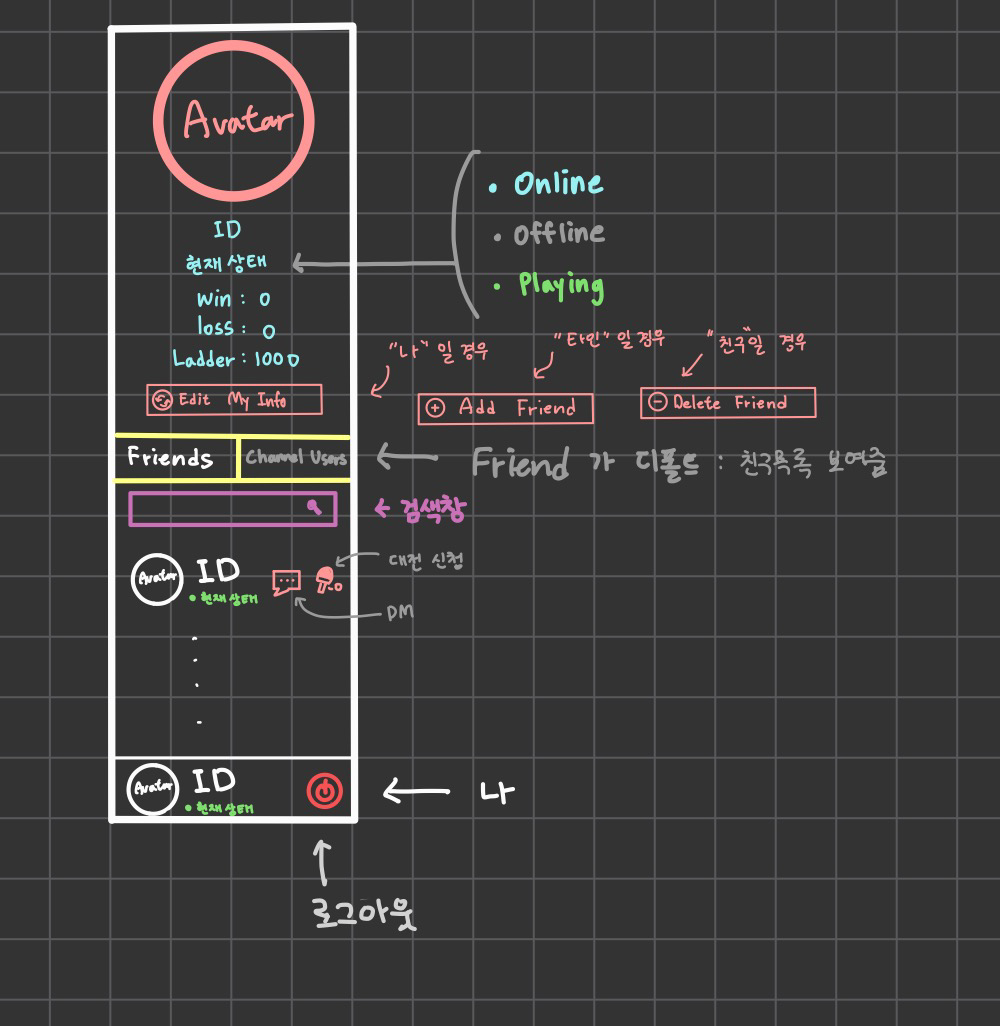 Avatar
ID
현재 상태
win : 0
loss : 0
Ladder : 1000
• Online
• Offline
• Playing
"나" 일 경우
"타인" 일 경우
"친구"일 경우
Edit My Info
Add Friend
Delete Friend
Friends
Channel Users
Friend 가 디폴트 : 친구목록 보여줌
검색창
Avatar
ID
• 현재 상태
대전 신청
DM
Avatar
ID
• 현재 상태
나
로그아웃